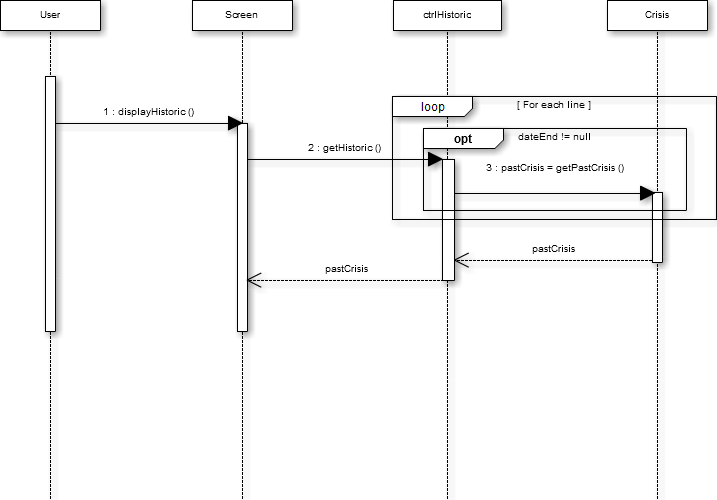 User
Screen
ctrlHistoric
Crisis
loop
[ For each line ]
1 : displayHistoric ()
opt
dateEnd != null
2 : getHistoric ()
3 : pastCrisis = getPastCrisis ()
pastCrisis
pastCrisis